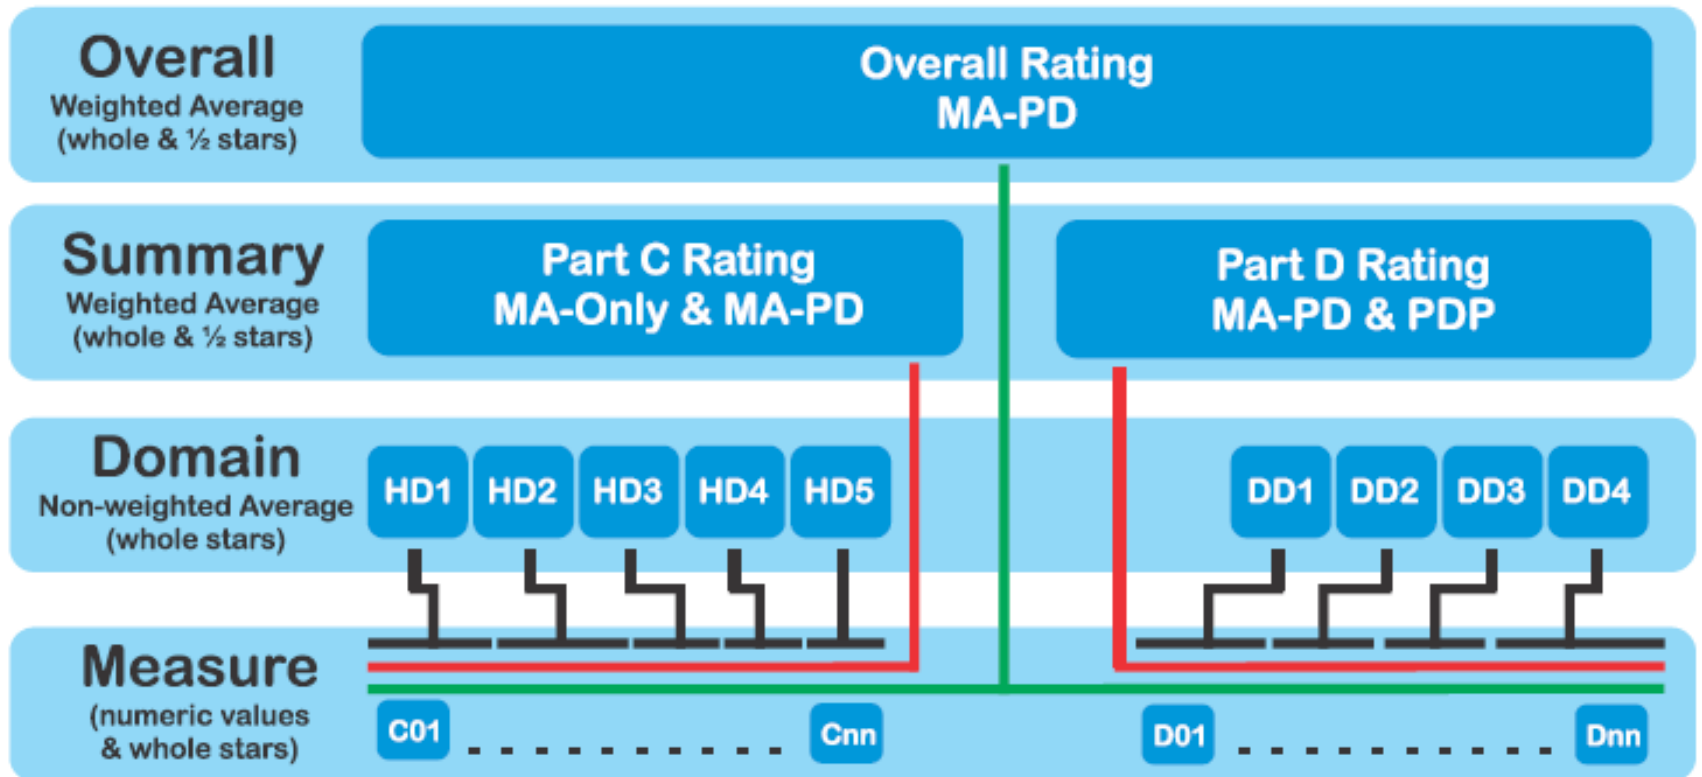 Overall
Weighted Average
(whole & ½ stars)
Overall Rating
MA-PD
Summary
Weighted Average
(whole & ½ stars)
Part C Rating
MA-Only & MA-PD
Part D Rating
MA-PD & PDP
Domain
Non-weighted Average
(whole stars)
HD1 HD2 HD3 HD4 HD5
DD1 DD2 DD3 DD4
Measure
(numeric values
& whole stars)
C01 Cnn
D01 Dnn